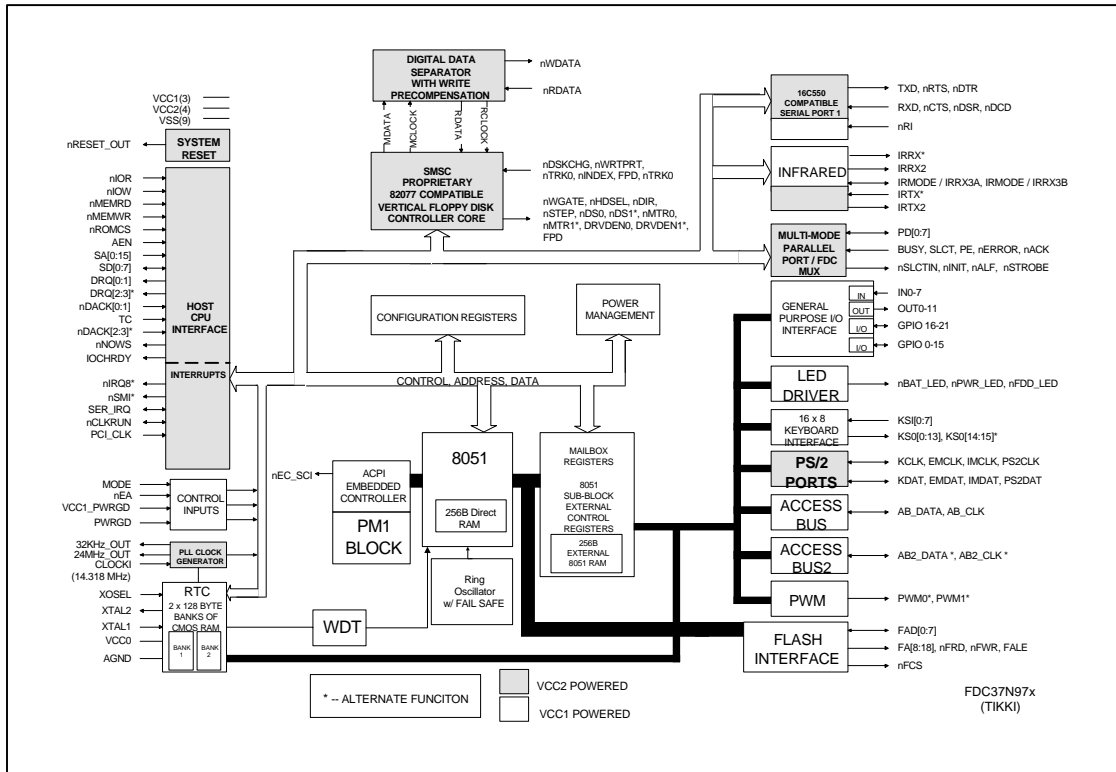 DIGITAL DATA
SEPARATOR
WITH WRITE
PRECOMPENSATION
nWDATA
nRDATA
MDATA
MCLOCK
RDATA
RCLOCK
SMSC
PROPRIETARY
82077 COMPATIBLE
VERTICAL FLOPPY DISK
CONTROLLER CORE
nDSKCHG, nWRTPRT,
nTRK0, nINDEX, FPD, nTRK0
nWGATE, nHDSEL, nDIR,
nSTEP, nDS0, nDS1*, nMTR0,
nMTR1*, DRVDEN0, DRVDEN1*,
FPD
VCC1(3)
VCC2(4)
VSS(9)
nRESET_OUT
SYSTEM
RESET
nIOR
nIOW
nMEMRD
nMEMWR
nROMCS
AEN
SA[0:15]
SD[0:7]
DRQ[0:1]
DRQ[2:3]*
nDACK[0:1]
TC
nDACK[2:3]*
nNOWS
IOCHRDY
HOST
CPU
INTERFACE
INTERRUPTS
nIRQ8*
nSMI*
SER_IRQ
nCLKRUN
PCI_CLK
MODE
nEA
VCC1_PWRGD
PWRGD
CONTROL
INPUTS
32KHz_OUT
24MHz_OUT
CLOCKI
(14.318 MHz)
PLL CLOCK
GENERATOR
XOSEL
XTAL2
XTAL1
VCC0
AGND
RTC
2 x 128 BYTE
BANKS OF
CMOS RAM
BANK
1
BANK
2
CONFIGURATION REGISTERS
POWER
MANAGEMENT
CONTROL, ADDRESS, DATA
nEC_SCI
ACPI
EMBEDDED
CONTROLLER
PM1
BLOCK
8051
256B Direct
RAM
Ring
Oscillator
w/ FAIL SAFE
WDT
MAILBOX
REGISTERS
8051
SUB-BLOCK
EXTERNAL
CONTROL
REGISTERS
256B
EXTERNAL
8051 RAM
16C550
COMPATIBLE
SERIAL PORT 1
TXD, nRTS, nDTR
RXD, nCTS, nDSR, nDCD
nRI
INFRARED
IRRX*
IRRX2
IRMODE / IRRX3A, IRMODE / IRRX3B
IRTX*
IRTX2
MULTI-MODE
PARALLEL
PORT / FDC
MUX
PD[0:7]
BUSY, SLCT, PE, nERROR, nACK
nSLCTIN, nINIT, nALF, nSTROBE
GENERAL
PURPOSE I/O
INTERFACE
IN
OUT
I/O
I/O
IN0-7
OUT0-11
GPIO 16-21
GPIO 0-15
LED
DRIVER
nBAT_LED, nPWR_LED, nFDD_LED
16 x 8
KEYBOARD
INTERFACE
KSI[0:7]
KS0[0:13], KS0[14:15]*
PS/2
PORTS
KCLK, EMCLK, IMCLK, PS2CLK
KDAT, EMDAT, IMDAT, PS2DAT
ACCESS
BUS
AB_DATA, AB_CLK
ACCESS
BUS2
AB2_DATA *, AB2_CLK *
PWM
PWM0*, PWM1*
FLASH
INTERFACE
FAD[0:7]
FA[8:18], nFRD, nFWR, FALE
nFCS
* -- ALTERNATE FUNCITON
VCC2 POWERED
VCC1 POWERED
FDC37N97x
(TIKKI)